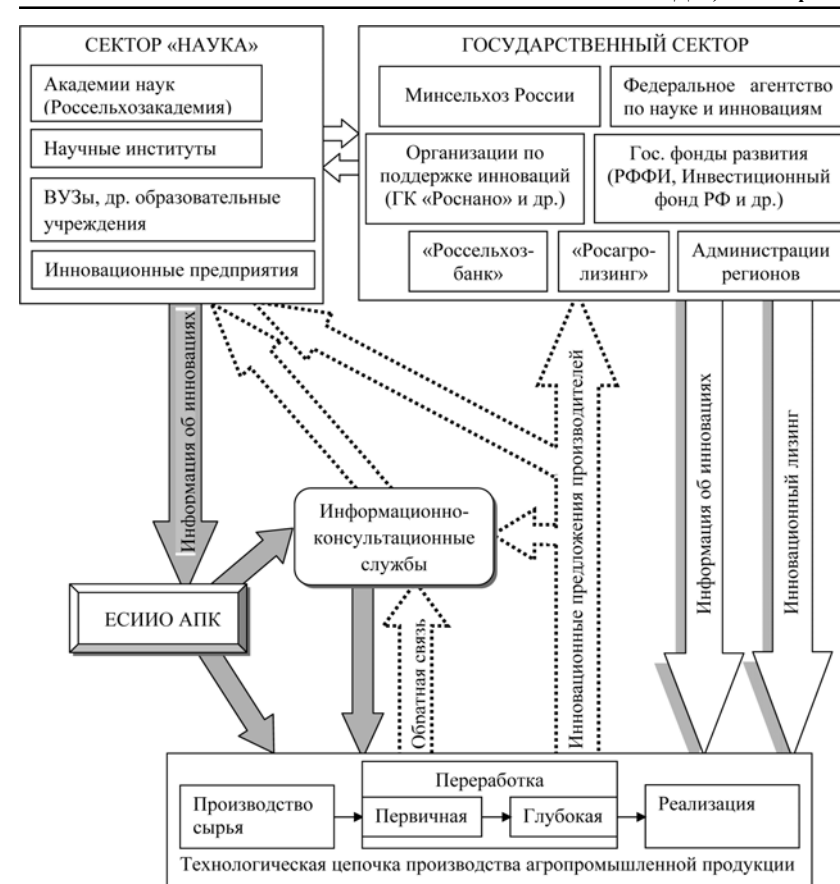 СЕКТОР «НАУКА»
Академии наук
(Россельхозакадемия)
Научные институты
ВУЗы, др. образовательные
учреждения
Инновационные предприятия
ГОСУДАРСТВЕННЫЙ СЕКТОР
Минсельхоз России
Федеральное агентство
по науке и инновациям
Организации по
поддержке инноваций
(ГК «Роснано» и др.)
Гос. фонды развития
(РФФИ, Инвестиционный
фонд РФ и др.)
«Россельхоз-
банк»
«Росагро-
лизинг»
Администрации
регионов
Информация об инновациях
Инновационные предложения производителей
Информация об инновациях
Инновационный лизинг
Информационно-
консультационные
службы
ЕСИИО АПК
Обратная связь
Производство
сырья
Переработка
Первичная
Глубокая
Реализация
Технологическая цепочка производства агропромышленной продукции